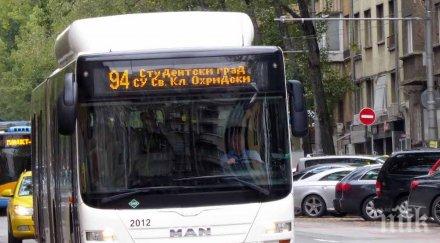 94 Студентски град
СУ Св. Кл. Охридски
2012
MAN